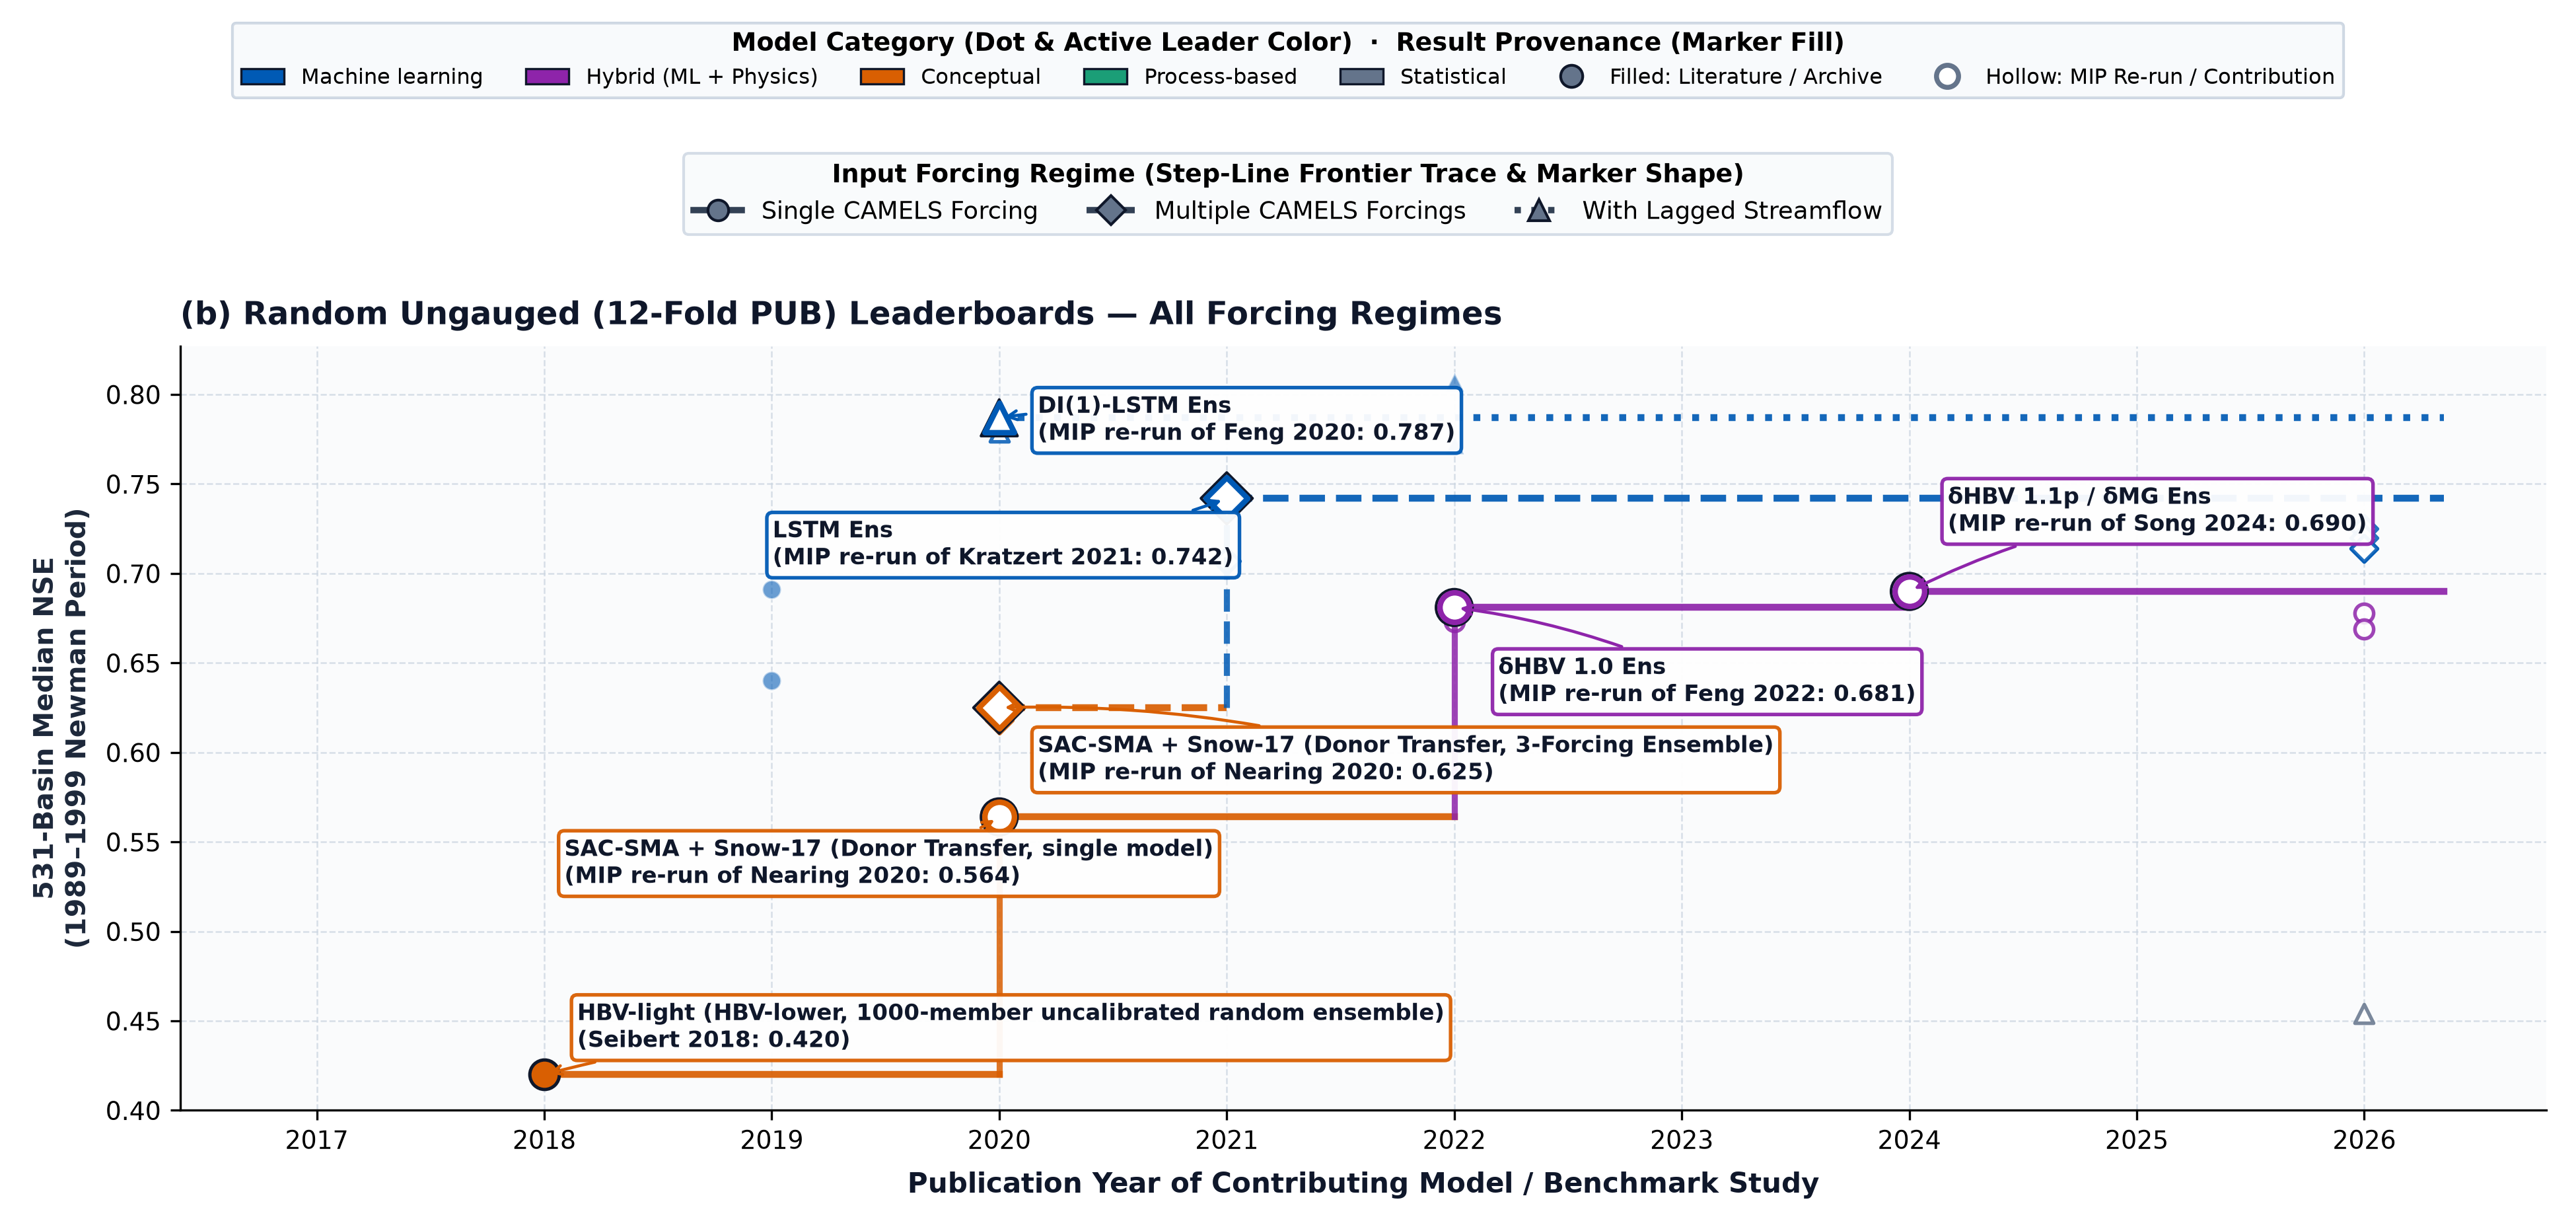 Model Category (Dot & Active Leader Color) · Result Provenance (Marker Fill)
Machine learning
Hybrid (ML + Physics)
Conceptual
Process-based
Statistical
Filled: Literature / Archive
Hollow: MIP Re-run / Contribution
Input Forcing Regime (Step-Line Frontier Trace & Marker Shape)
Single CAMELS Forcing
Multiple CAMELS Forcings
With Lagged Streamflow
(b) Random Ungauged (12-Fold PUB) Leaderboards — All Forcing Regimes
531-Basin Median NSE
(1989–1999 Newman Period)
0.80
0.75
0.70
0.65
0.60
0.55
0.50
0.45
0.40
DI(1)-LSTM Ens
(MIP re-run of Feng 2020: 0.787)
LSTM Ens
(MIP re-run of Kratzert 2021: 0.742)
δHBV 1.1p / δMG Ens
(MIP re-run of Song 2024: 0.690)
δHBV 1.0 Ens
(MIP re-run of Feng 2022: 0.681)
SAC-SMA + Snow-17 (Donor Transfer, 3-Forcing Ensemble)
(MIP re-run of Nearing 2020: 0.625)
SAC-SMA + Snow-17 (Donor Transfer, single model)
(MIP re-run of Nearing 2020: 0.564)
HBV-light (HBV-lower, 1000-member uncalibrated random ensemble)
(Seibert 2018: 0.420)
2017
2018
2019
2020
2021
2022
2023
2024
2025
2026
Publication Year of Contributing Model / Benchmark Study